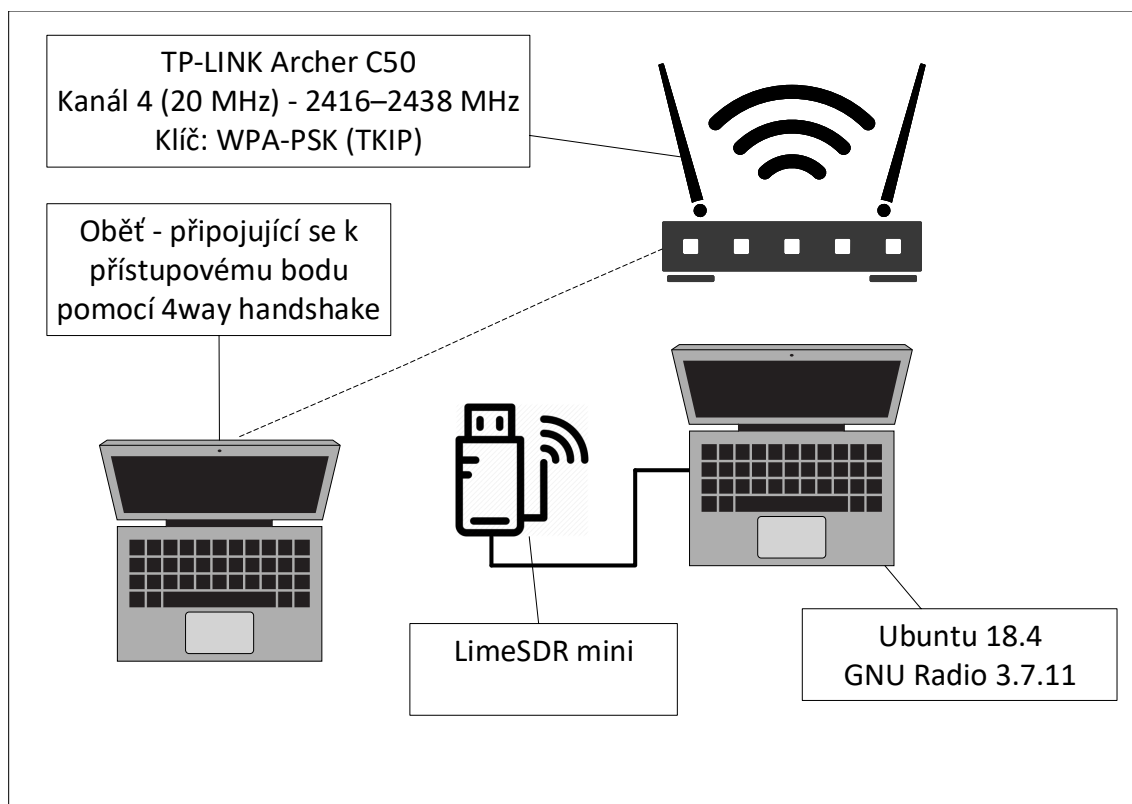 TP-LINK Archer C50
Kanál 4 (20 MHz) - 2416–2438 MHz
Klíč: WPA-PSK (TKIP)
Oběť - připojující se k
přístupovému bodu
pomocí 4way handshake
LimeSDR mini
Ubuntu 18.4
GNU Radio 3.7.11